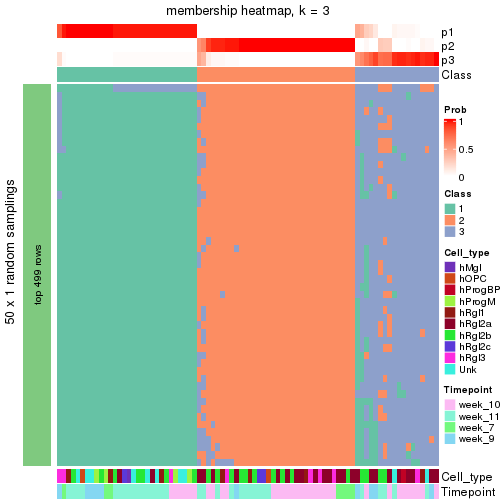 membership heatmap, k = 3
p1
p2
p3
Class
50 x 1 random samplings
top 499 rows
Prob
1
0.5
0
Class
1
2
3
Cell_type
hMgl
hOPC
hProgBP
hProgM
hRgl1
hRgl2a
hRgl2b
hRgl2c
hRgl3
Unk
Timepoint
week_10
week_11
week_7
week_9
Cell_type
Timepoint